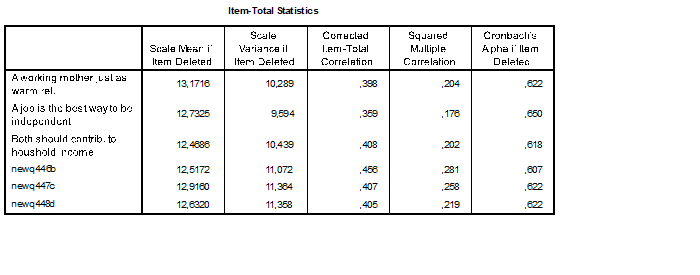 Item-Total Statistics
Scale Mean if Item Deleted
Scale Variance if Item Deleted
Corrected Item-Total Correlation
Squared Multiple Correlation
Cronbach's Alpha if Item Deleted
A working mother just as warm rel. 13,1716 10,289 ,398 ,204 ,622
A job is the best way to be independent 12,7325 9,594 ,359 ,176 ,650
Both should contrib. to houshold income 12,4686 10,439 ,408 ,202 ,618
newq446b 12,5172 11,072 ,456 ,281 ,607
newq447c 12,9160 11,364 ,407 ,258 ,622
newq448d 12,6320 11,358 ,405 ,219 ,622